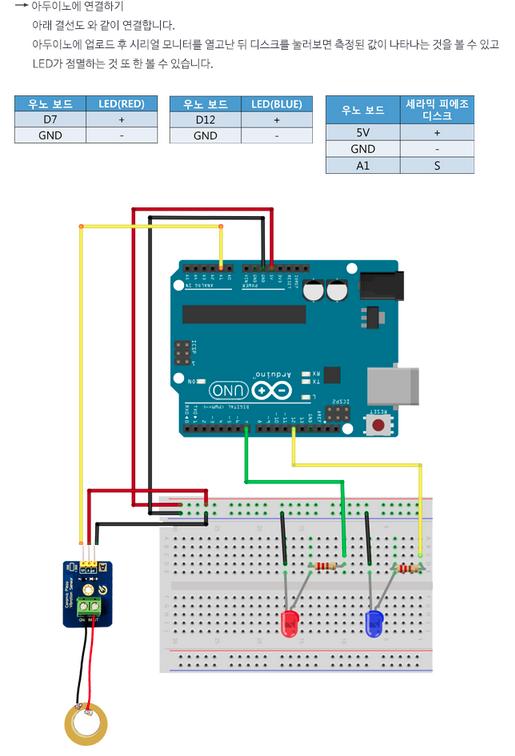 → 아두이노에 연결하기
아래 결선도 와 같이 연결합니다.
아두이노에 업로드 후 시리얼 모니터를 열고난 뒤 디스크를 눌러보면 측정된 값이 나타나는 것을 볼 수 있고
LED가 점멸하는 것 또 한 볼 수 있습니다.
우노 보드 LED(RED)
D7 +
GND -
우노 보드 LED(BLUE)
D12 +
GND -
우노 보드 세라믹 피에조 디스크
5V +
GND -
A1 S
ANALOG IN
POWER
ICSP
ON
UNO
Arduino
RX
TX
L
ICSP2
RESET
Ceramic Piezo
Vibration Sensor